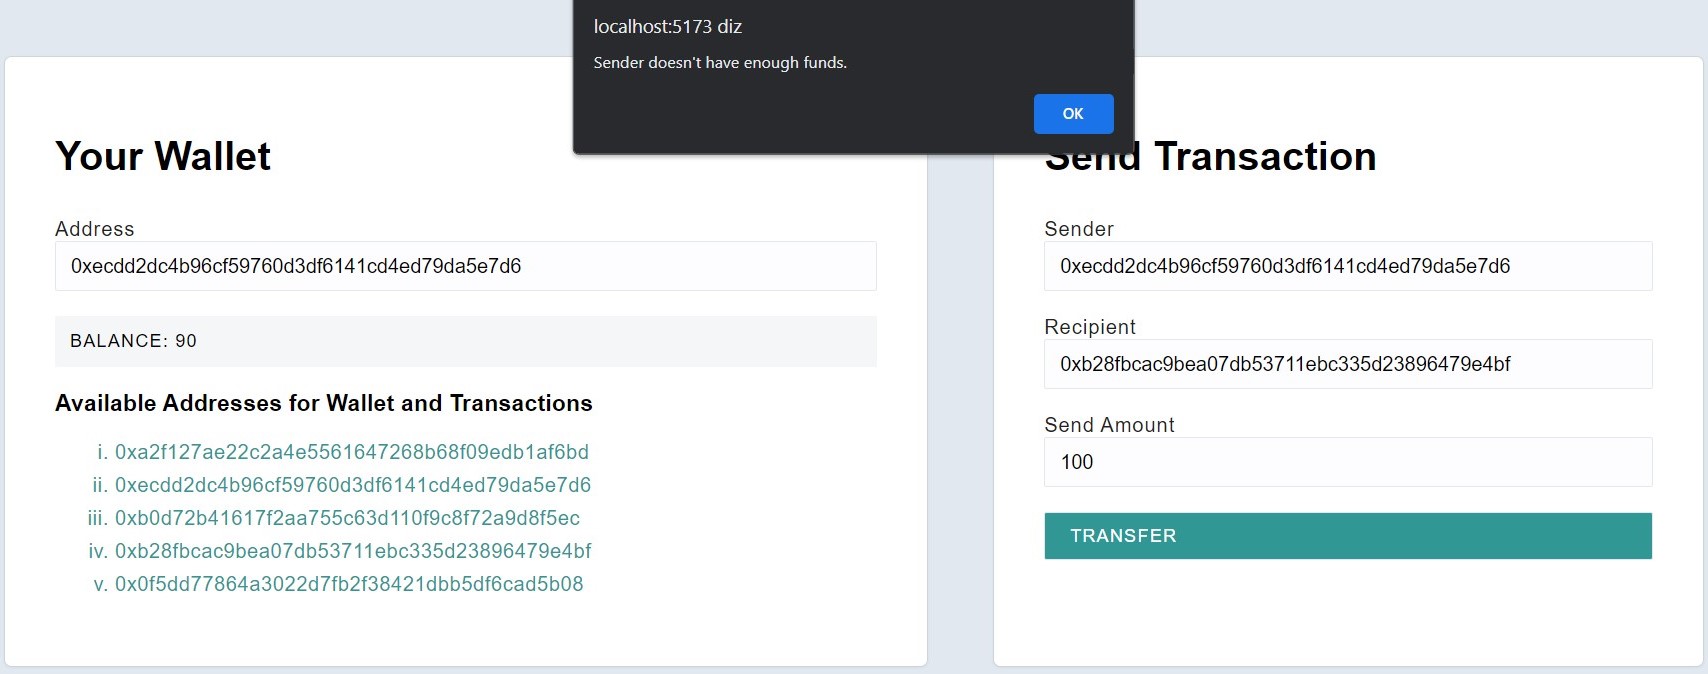 localhost:5173 diz
Sender doesn't have enough funds.
OK
Your Wallet
Address
0xecdd2dc4b96cf59760d3df6141cd4ed79da5e7d6
BALANCE: 90
Available Addresses for Wallet and Transactions
i. 0xa2f127ae22c2a4e5561647268b68f09edb1af6bd
ii. 0xecdd2dc4b96cf59760d3df6141cd4ed79da5e7d6
iii. 0xb0d72b41617f2aa755c63d110f9c8f72a9d8f5ec
iv. 0xb28fbcac9bea07db53711ebc335d23896479e4bf
v. 0x0f5dd77864a3022d7fb2f38421dbb5df6cad5b08
Send Transaction
Sender
0xecdd2dc4b96cf59760d3df6141cd4ed79da5e7d6
Recipient
0xb28fbcac9bea07db53711ebc335d23896479e4bf
Send Amount
100
TRANSFER